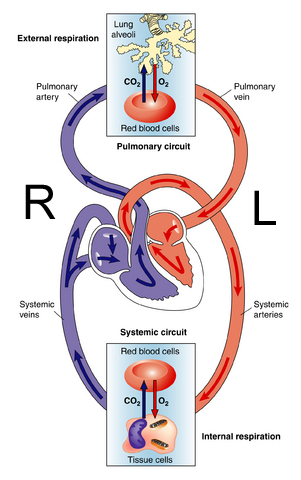 Lung
alveoli
External respiration
CO2
O2
Pulmonary
artery
Pulmonary
vein
Red blood cells
Pulmonary circuit
R
L
Systemic
veins
Systemic
arteries
Systemic circuit
Red blood cells
CO2
O2
Internal respiration
Tissue cells